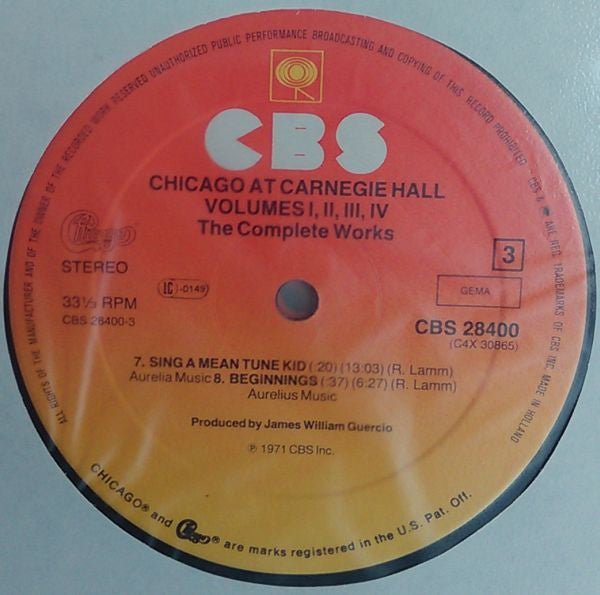 ALL RIGHTS OF THE MANUFACTURER AND OF THE OWNER OF THE RECORDED WORK RESERVED UNAUTHORIZED PUBLIC PERFORMANCE BROADCASTING AND COPYING OF THIS RECORD PROHIBITED - CBS & ARE REG. TRADEMARKS OF CBS INC. MADE IN HOLLAND
CBS
CHICAGO AT CARNEGIE HALL
VOLUMES I, II, III, IV
The Complete Works
Chicago
STEREO
3
33⅓ RPM
LC -0149
GEMA
CBS 28400-3
CBS 28400
(C4X 30865)
7. SING A MEAN TUNE KID (:20) (13:03) (R. Lamm)
Aurelia Music 8. BEGINNINGS (:37) (6:27) (R. Lamm)
Aurelius Music
Produced by James William Guercio
℗ 1971 CBS Inc.
CHICAGO® and Chicago® are marks registered in the U.S. Pat. Off.